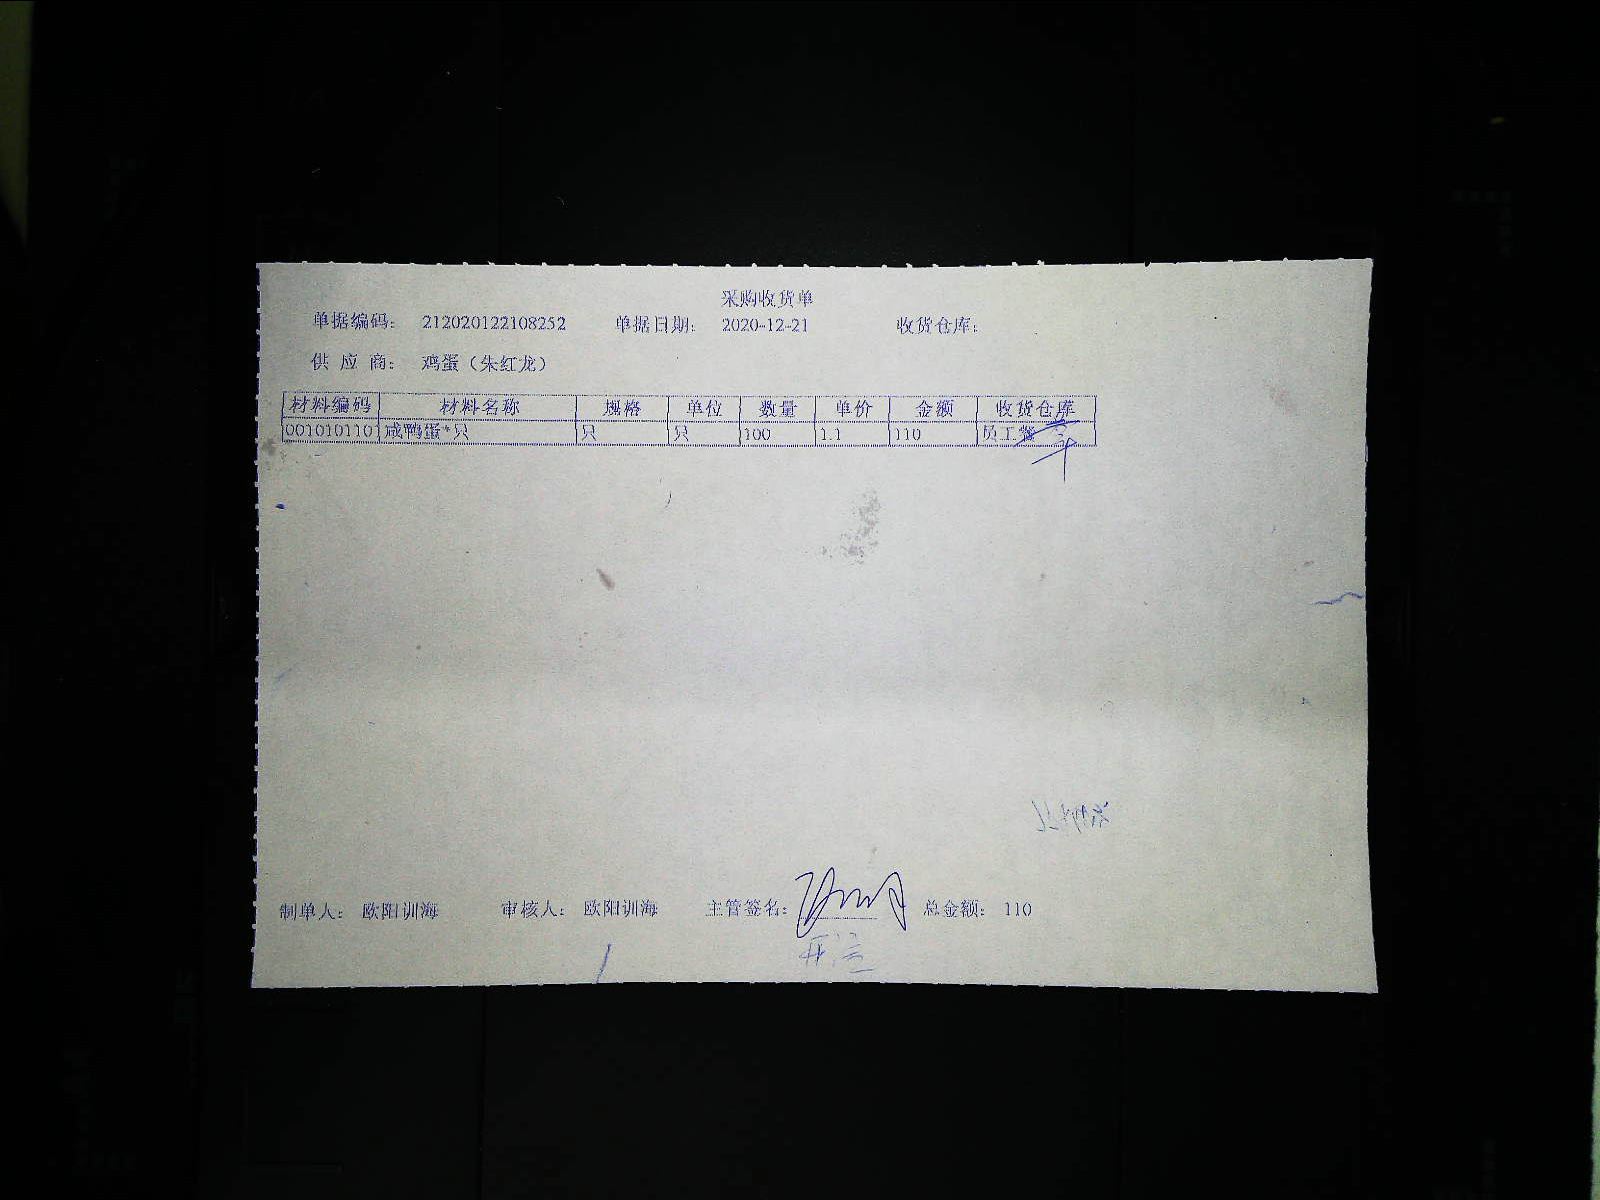 采购收货单
单据编码: 212020122108252 单据日期: 2020-12-21 收货仓库:
供应商: 鸡蛋（朱红龙）
材料编码 材料名称 规格 单位 数量 单价 金额 收货仓库
001010110 咸鸭蛋*只 只 只 100 1.1 110 员工餐
制单人: 欧阳训海 审核人: 欧阳训海 主管签名: 总金额: 110